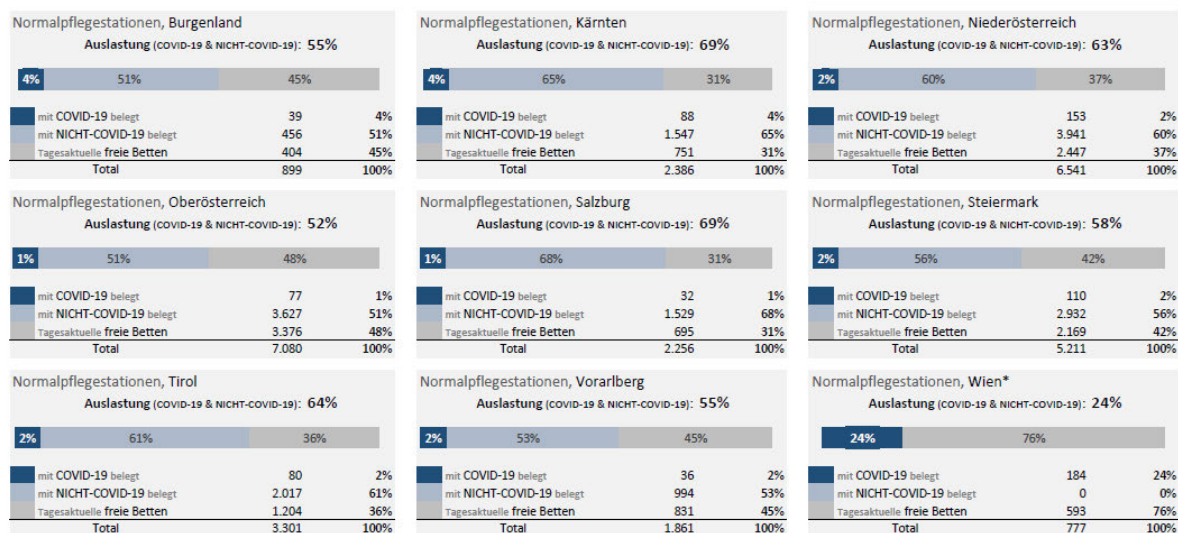 Normalpflegestationen, Burgenland
Auslastung (COVID-19 & NICHT-COVID-19): 55%
4% 51% 45%
mit COVID-19 belegt 39 4%
mit NICHT-COVID-19 belegt 456 51%
Tagesaktuelle freie Betten 404 45%
Total 899 100%
Normalpflegestationen, Kärnten
Auslastung (COVID-19 & NICHT-COVID-19): 69%
4% 65% 31%
mit COVID-19 belegt 88 4%
mit NICHT-COVID-19 belegt 1.547 65%
Tagesaktuelle freie Betten 751 31%
Total 2.386 100%
Normalpflegestationen, Niederösterreich
Auslastung (COVID-19 & NICHT-COVID-19): 63%
2% 60% 37%
mit COVID-19 belegt 153 2%
mit NICHT-COVID-19 belegt 3.941 60%
Tagesaktuelle freie Betten 2.447 37%
Total 6.541 100%
Normalpflegestationen, Oberösterreich
Auslastung (COVID-19 & NICHT-COVID-19): 52%
1% 51% 48%
mit COVID-19 belegt 77 1%
mit NICHT-COVID-19 belegt 3.627 51%
Tagesaktuelle freie Betten 3.376 48%
Total 7.080 100%
Normalpflegestationen, Salzburg
Auslastung (COVID-19 & NICHT-COVID-19): 69%
1% 68% 31%
mit COVID-19 belegt 32 1%
mit NICHT-COVID-19 belegt 1.529 68%
Tagesaktuelle freie Betten 695 31%
Total 2.256 100%
Normalpflegestationen, Steiermark
Auslastung (COVID-19 & NICHT-COVID-19): 58%
2% 56% 42%
mit COVID-19 belegt 110 2%
mit NICHT-COVID-19 belegt 2.932 56%
Tagesaktuelle freie Betten 2.169 42%
Total 5.211 100%
Normalpflegestationen, Tirol
Auslastung (COVID-19 & NICHT-COVID-19): 64%
2% 61% 36%
mit COVID-19 belegt 80 2%
mit NICHT-COVID-19 belegt 2.017 61%
Tagesaktuelle freie Betten 1.204 36%
Total 3.301 100%
Normalpflegestationen, Vorarlberg
Auslastung (COVID-19 & NICHT-COVID-19): 55%
2% 53% 45%
mit COVID-19 belegt 36 2%
mit NICHT-COVID-19 belegt 994 53%
Tagesaktuelle freie Betten 831 45%
Total 1.861 100%
Normalpflegestationen, Wien*
Auslastung (COVID-19 & NICHT-COVID-19): 24%
24% 76%
mit COVID-19 belegt 184 24%
mit NICHT-COVID-19 belegt 0 0%
Tagesaktuelle freie Betten 593 76%
Total 777 100%